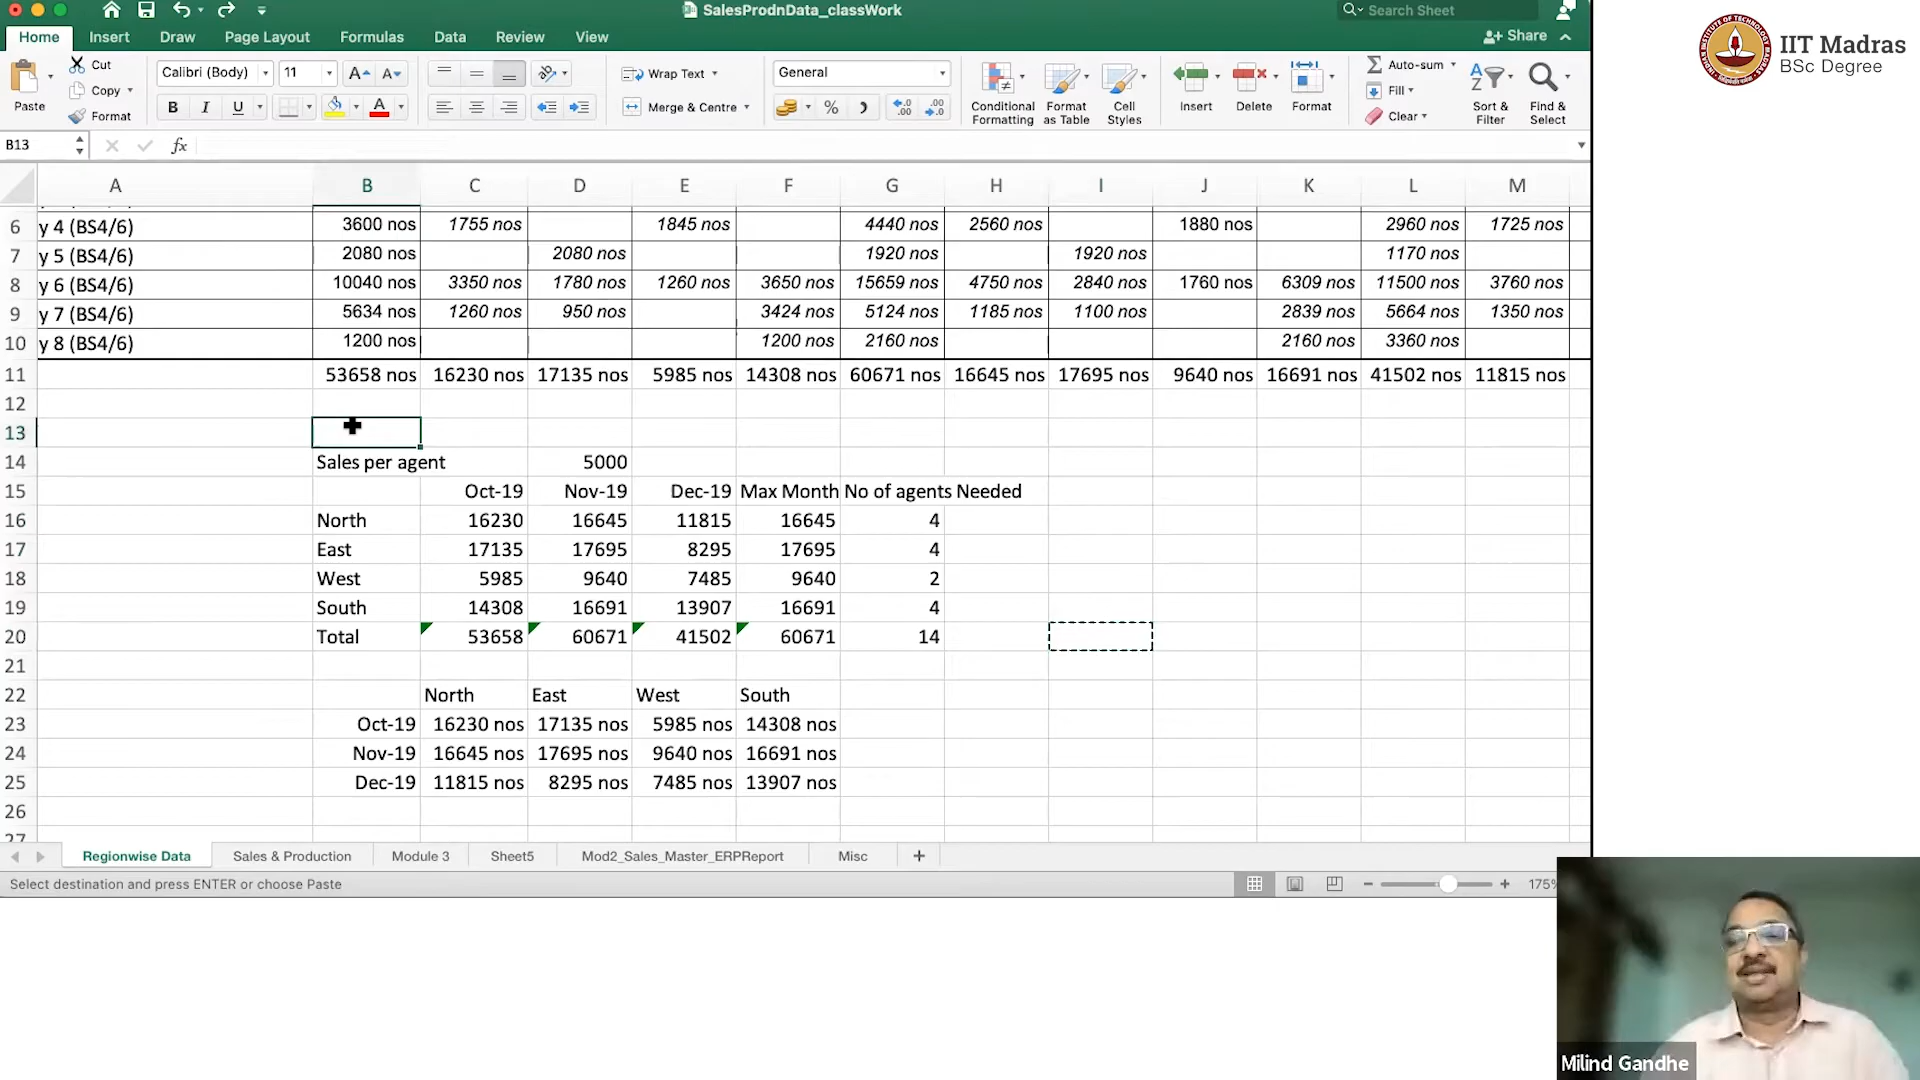 SalesProdnData_classWork
Search Sheet
Home Insert Draw Page Layout Formulas Data Review View
Share
Paste
Cut
Copy
Format
Calibri (Body) 11
A A
B I U A
Wrap Text
Merge & Centre
General
%
Conditional Formatting
Format as Table
Cell Styles
Insert
Delete
Format
Auto-sum
Fill
Clear
Sort & Filter
Find & Select
IIT Madras
BSc Degree
B13
fx
A B C D E F G H I J K L M
6 y 4 (BS4/6) 3600 nos 1755 nos 1845 nos 4440 nos 2560 nos 1880 nos 2960 nos 1725 nos
7 y 5 (BS4/6) 2080 nos 2080 nos 1920 nos 1920 nos 1170 nos
8 y 6 (BS4/6) 10040 nos 3350 nos 1780 nos 1260 nos 3650 nos 15659 nos 4750 nos 2840 nos 1760 nos 6309 nos 11500 nos 3760 nos
9 y 7 (BS4/6) 5634 nos 1260 nos 950 nos 3424 nos 5124 nos 1185 nos 1100 nos 2839 nos 5664 nos 1350 nos
10 y 8 (BS4/6) 1200 nos 1200 nos 2160 nos 2160 nos 3360 nos
11 53658 nos 16230 nos 17135 nos 5985 nos 14308 nos 60671 nos 16645 nos 17695 nos 9640 nos 16691 nos 41502 nos 11815 nos
12
13
14 Sales per agent 5000
15 Oct-19 Nov-19 Dec-19 Max Month No of agents Needed
16 North 16230 16645 11815 16645 4
17 East 17135 17695 8295 17695 4
18 West 5985 9640 7485 9640 2
19 South 14308 16691 13907 16691 4
20 Total 53658 60671 41502 60671 14
21
22 North East West South
23 Oct-19 16230 nos 17135 nos 5985 nos 14308 nos
24 Nov-19 16645 nos 17695 nos 9640 nos 16691 nos
25 Dec-19 11815 nos 8295 nos 7485 nos 13907 nos
26
27
Regionwise Data Sales & Production Module 3 Sheet5 Mod2_Sales_Master_ERPReport Misc +
Select destination and press ENTER or choose Paste
175%
Milind Gandhe